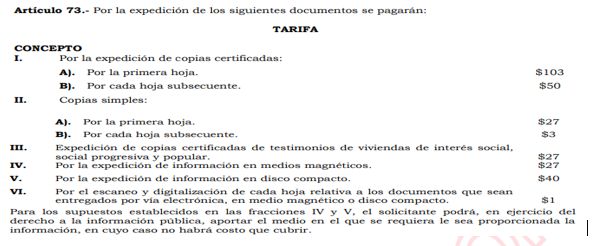 Artículo 73.- Por la expedición de los siguientes documentos se pagarán:
TARIFA
CONCEPTO
I. Por la expedición de copias certificadas:
A). Por la primera hoja. $103
B). Por cada hoja subsecuente. $50
II. Copias simples:
A). Por la primera hoja. $27
B). Por cada hoja subsecuente. $3
III. Expedición de copias certificadas de testimonios de viviendas de interés social,
social progresiva y popular. $27
IV. Por la expedición de información en medios magnéticos. $27
V. Por la expedición de información en disco compacto. $40
VI. Por el escaneo y digitalización de cada hoja relativa a los documentos que sean
entregados por vía electrónica, en medio magnético o disco compacto. $1
Para los supuestos establecidos en las fracciones IV y V, el solicitante podrá, en ejercicio del
derecho a la información pública, aportar el medio en el que se requiera le sea proporcionada la
información, en cuyo caso no habrá costo que cubrir.